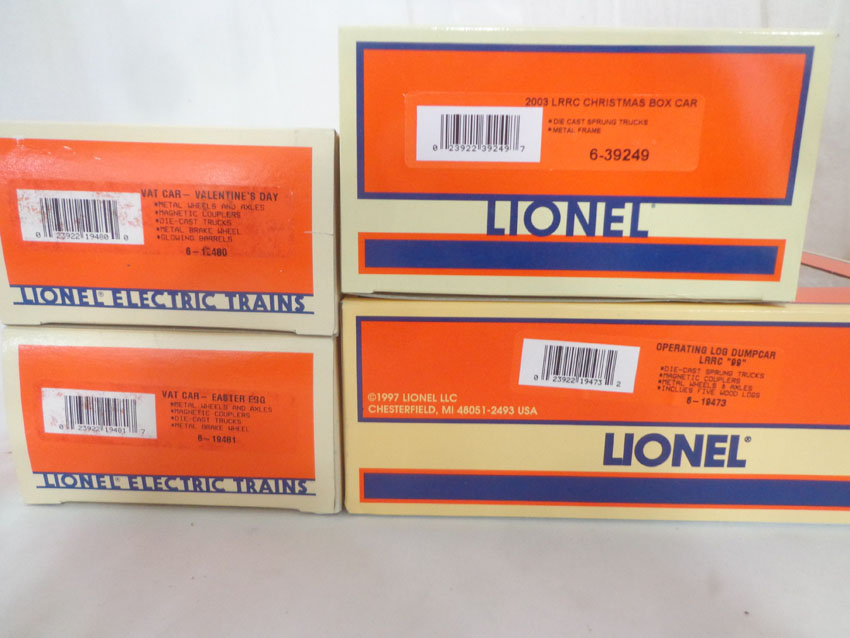 2003 LRRC CHRISTMAS BOX CAR
*DIE CAST SPRUNG TRUCKS
*METAL FRAME
0 23922 39249 7
6-39249
LIONEL®
VAT CAR- VALENTINE'S DAY
*METAL WHEELS AND AXLES
*MAGNETIC COUPLERS
*DIE-CAST TRUCKS
*METAL BRAKE WHEEL
*GLOWING BARRELS
0 23922 19480 0
6-19480
LIONEL® ELECTRIC TRAINS
VAT CAR- EASTER EGG
*METAL WHEELS AND AXLES
*MAGNETIC COUPLERS
*DIE-CAST TRUCKS
*METAL BRAKE WHEEL
0 23922 19481 7
6-19481
LIONEL® ELECTRIC TRAINS
OPERATING LOG DUMPCAR
LRRC "99"
*DIE-CAST SPRUNG TRUCKS
*MAGNETIC COUPLERS
*METAL WHEELS & AXLES
*INCLUDES FIVE WOOD LOGS
0 23922 19473 2
6-19473
©1997 LIONEL LLC
CHESTERFIELD, MI 48051-2493 USA
LIONEL®